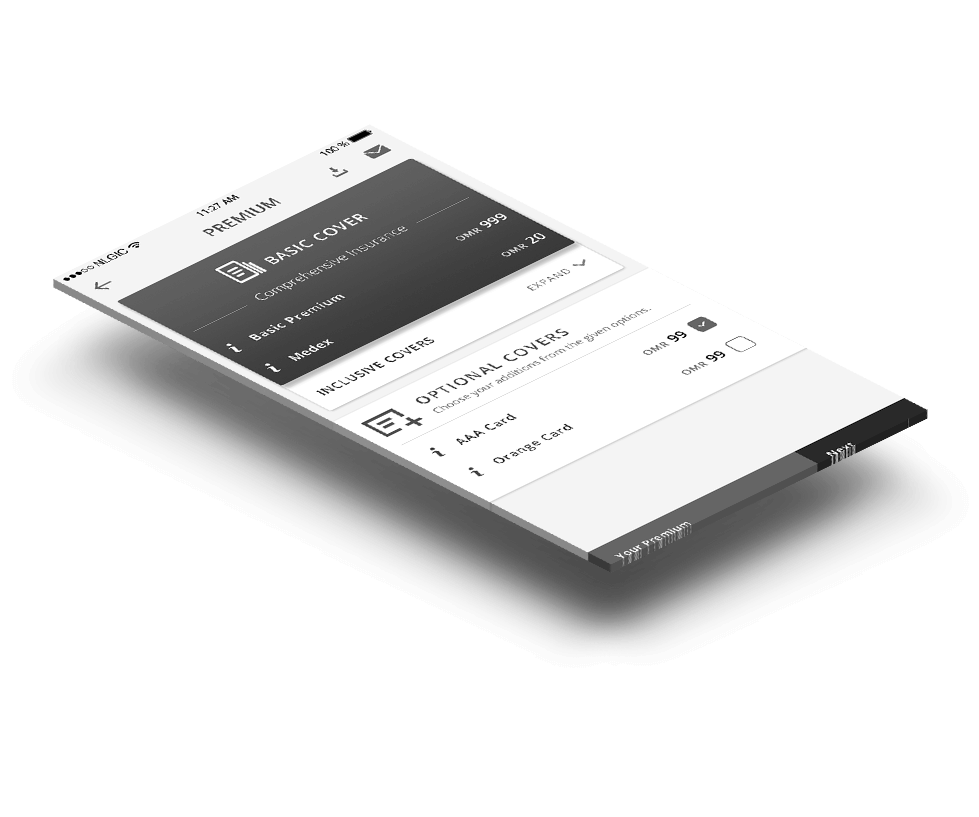 NLGIC 11:27 AM 100 %
PREMIUM
BASIC COVER
Comprehensive Insurance
Basic Premium OMR 999
Medex OMR 20
INCLUSIVE COVERS EXPAND
OPTIONAL COVERS
Choose your additions from the given options.
AAA Card OMR 99
Orange Card OMR 99
Your Premium Next